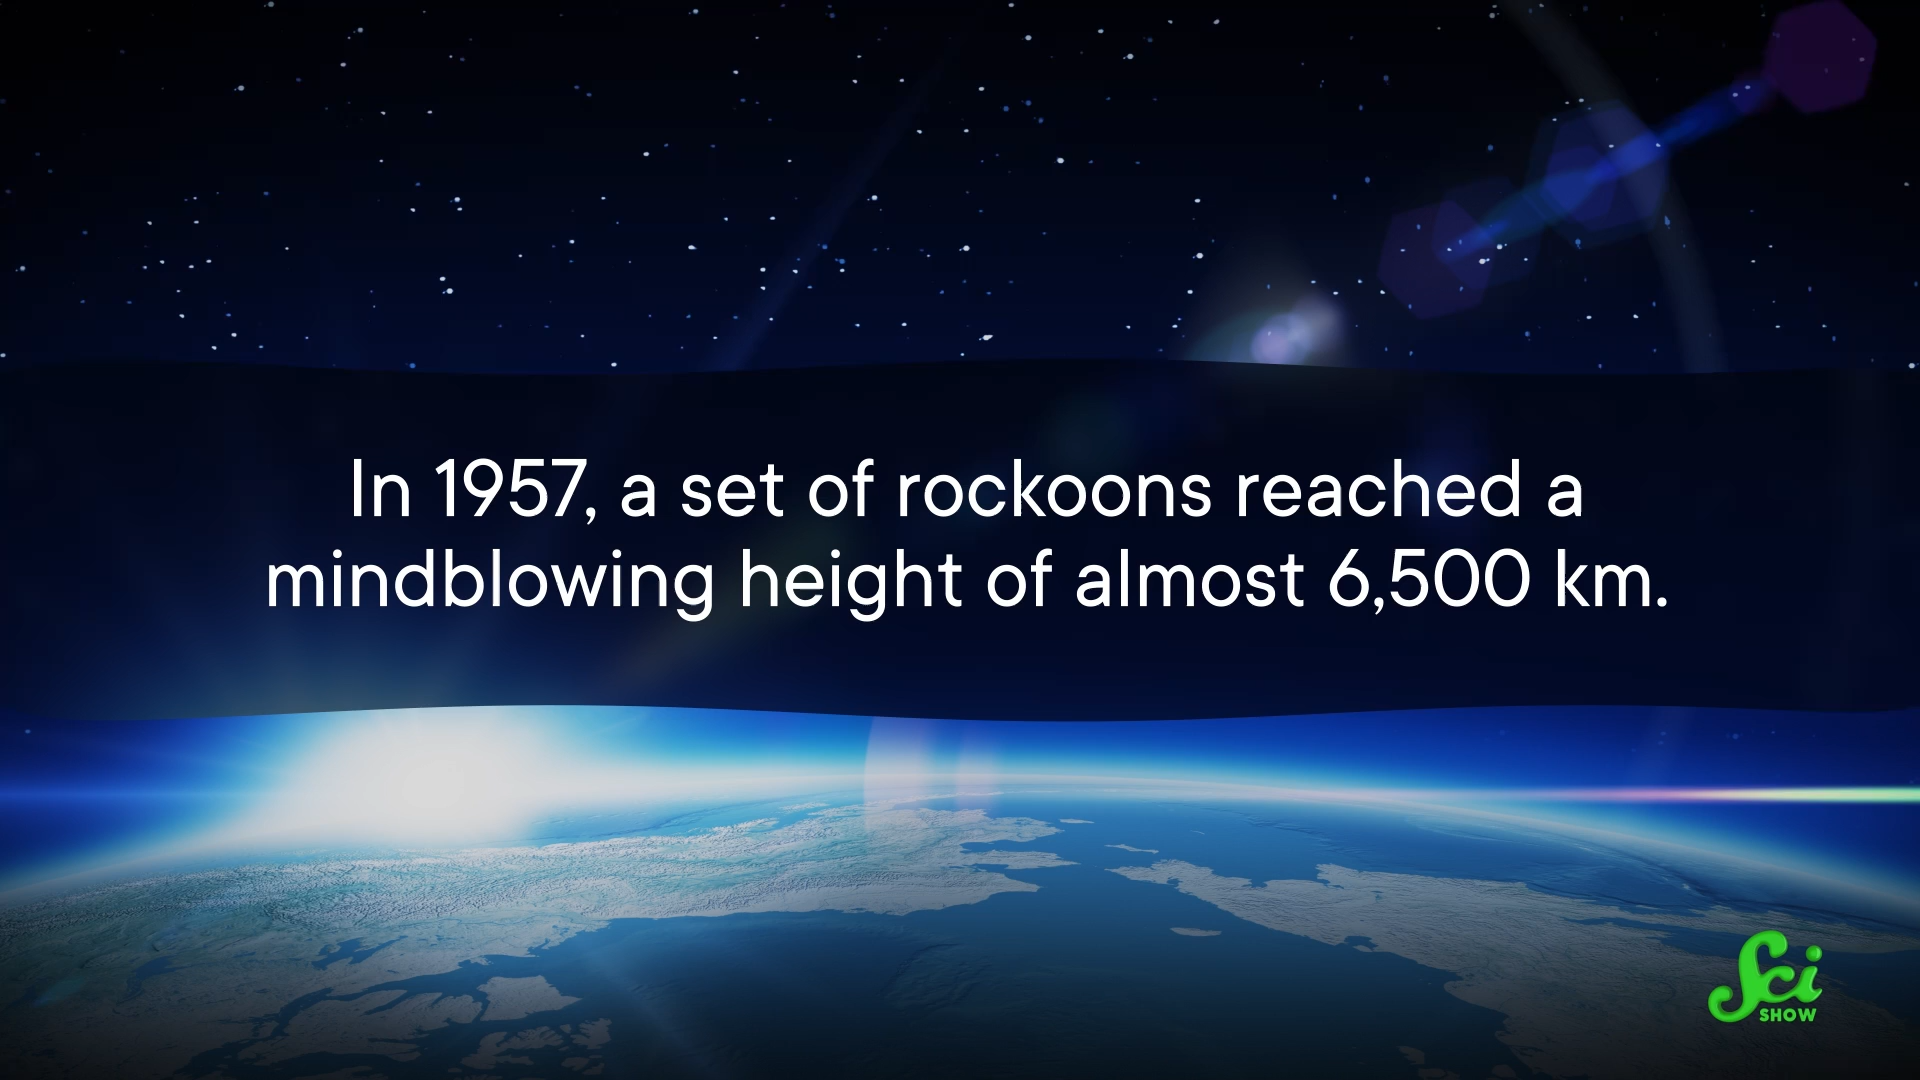 In 1957, a set of rockoons reached a
mindblowing height of almost 6,500 km.
Sci
SHOW